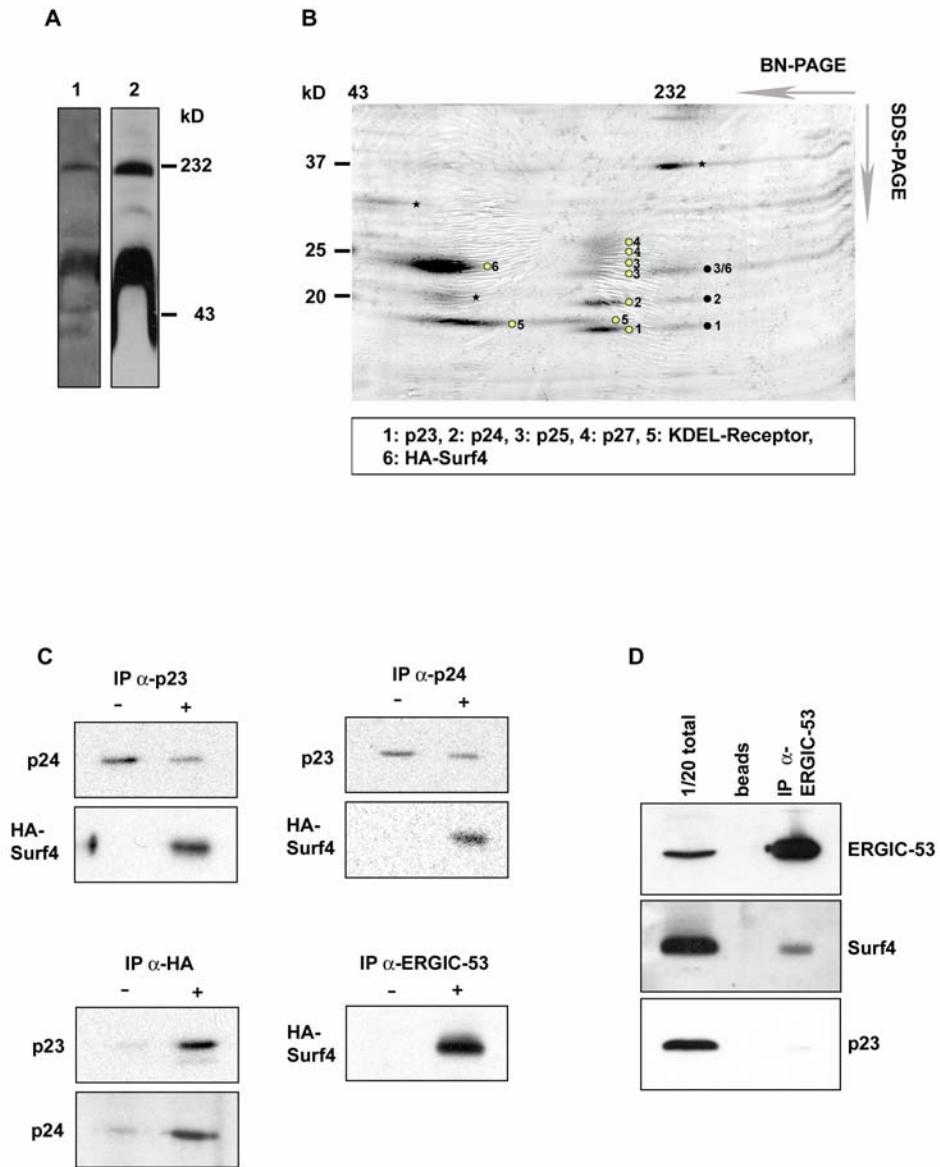 A
1 2
kD
232
43
B
BN-PAGE
kD 43 232
SDS-PAGE
37
25
20
4
4
3
3
2
5
1
6
5
3/6
2
1
1: p23, 2: p24, 3: p25, 4: p27, 5: KDEL-Receptor,
6: HA-Surf4
C
IP α-p23
- +
p24
HA-
Surf4
IP α-p24
- +
p23
HA-
Surf4
IP α-HA
- +
p23
p24
IP α-ERGIC-53
- +
HA-
Surf4
D
1/20 total
beads
IP α-
ERGIC-53
ERGIC-53
Surf4
p23